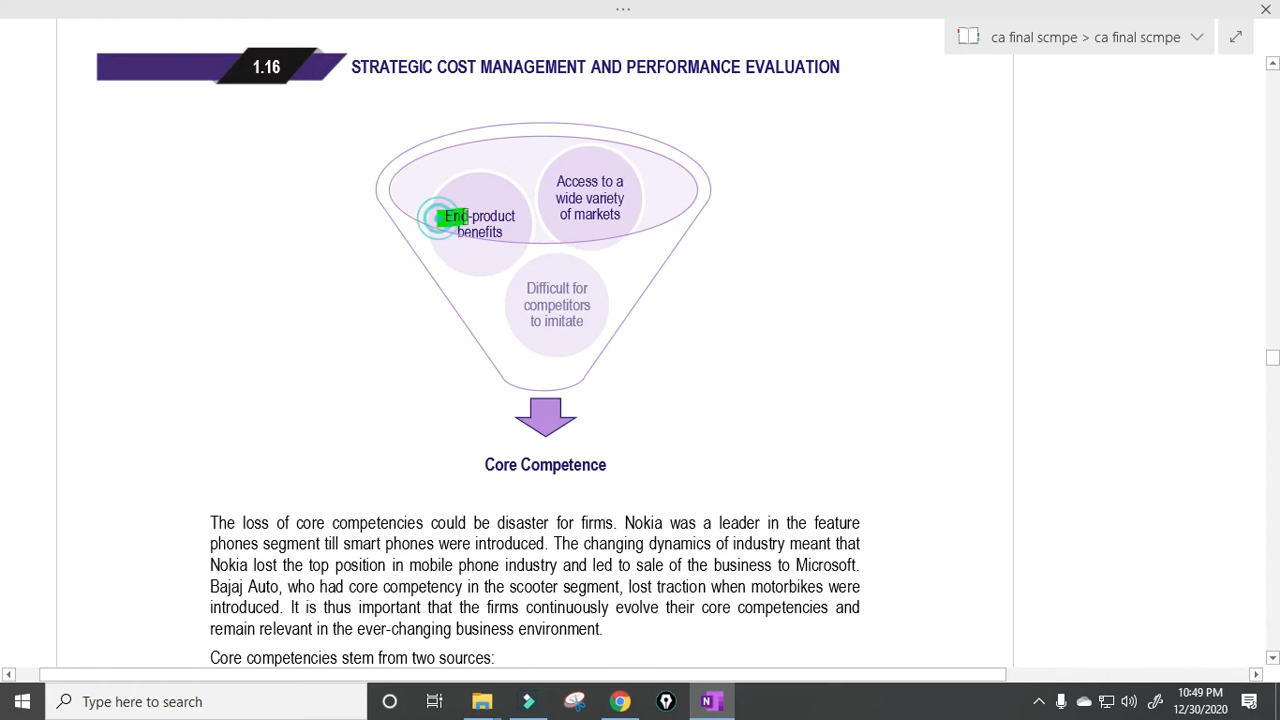 ca final scmpe > ca final scmpe
1.16 STRATEGIC COST MANAGEMENT AND PERFORMANCE EVALUATION
Access to a
wide variety
of markets
End-product
benefits
Difficult for
competitors
to imitate
Core Competence
The loss of core competencies could be disaster for firms. Nokia was a leader in the feature
phones segment till smart phones were introduced. The changing dynamics of industry meant that
Nokia lost the top position in mobile phone industry and led to sale of the business to Microsoft.
Bajaj Auto, who had core competency in the scooter segment, lost traction when motorbikes were
introduced. It is thus important that the firms continuously evolve their core competencies and
remain relevant in the ever-changing business environment.
Core competencies stem from two sources:
Type here to search
10:49 PM
12/30/2020